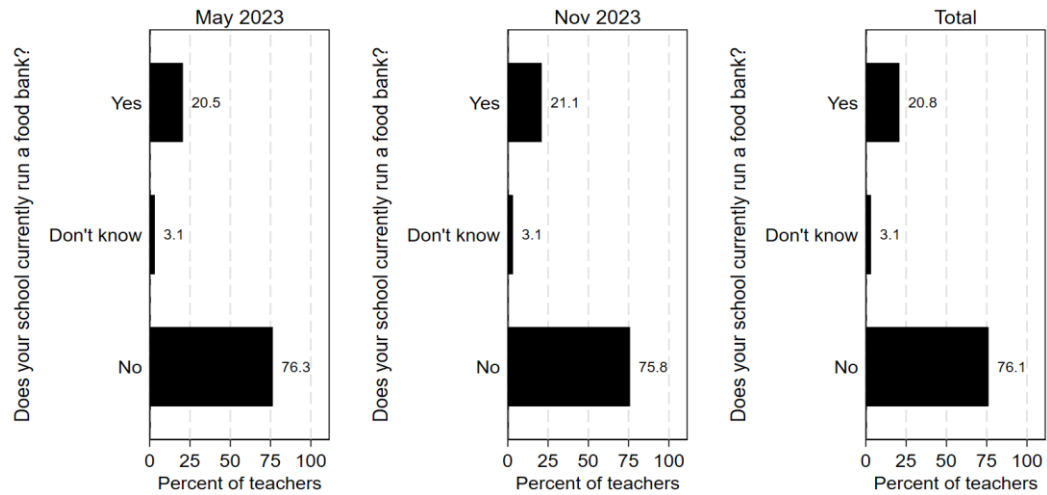 May 2023
Does your school currently run a food bank?
Yes
20.5
Don't know
3.1
No
76.3
0 25 50 75 100
Percent of teachers
Nov 2023
Does your school currently run a food bank?
Yes
21.1
Don't know
3.1
No
75.8
0 25 50 75 100
Percent of teachers
Total
Does your school currently run a food bank?
Yes
20.8
Don't know
3.1
No
76.1
0 25 50 75 100
Percent of teachers